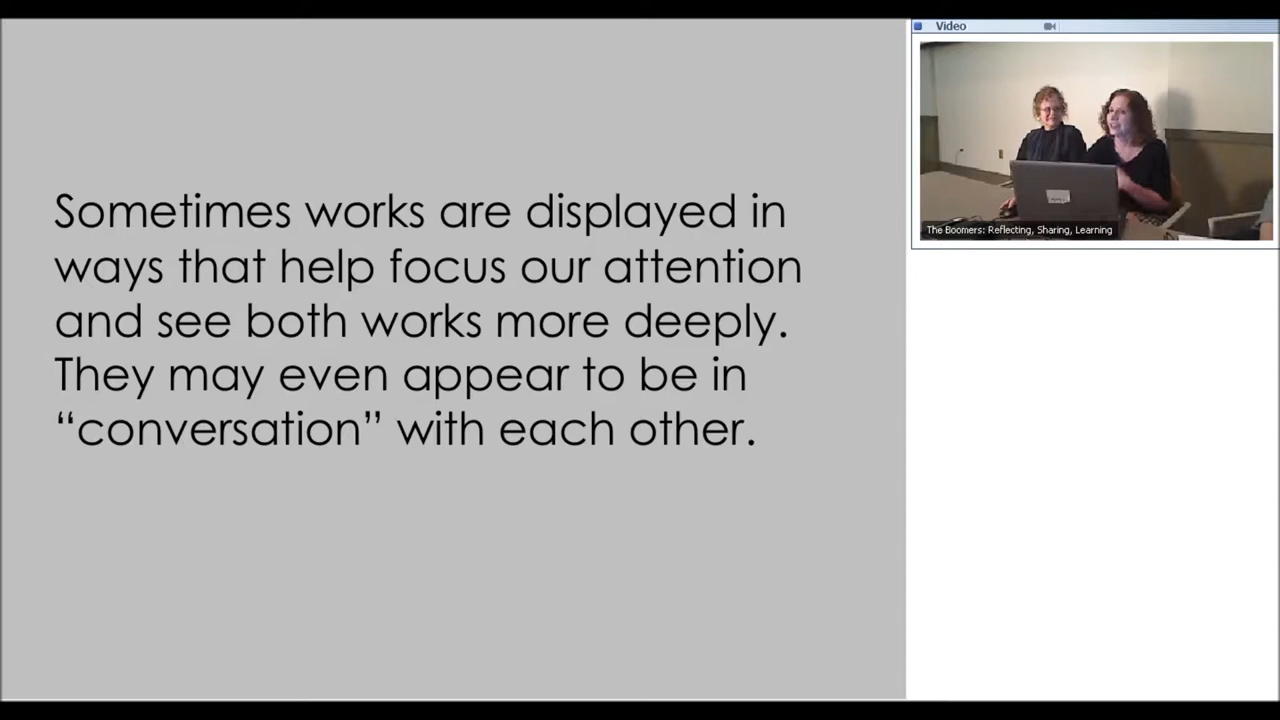 Sometimes works are displayed in
ways that help focus our attention
and see both works more deeply.
They may even appear to be in
“conversation” with each other.
Video
The Boomers: Reflecting, Sharing, Learning